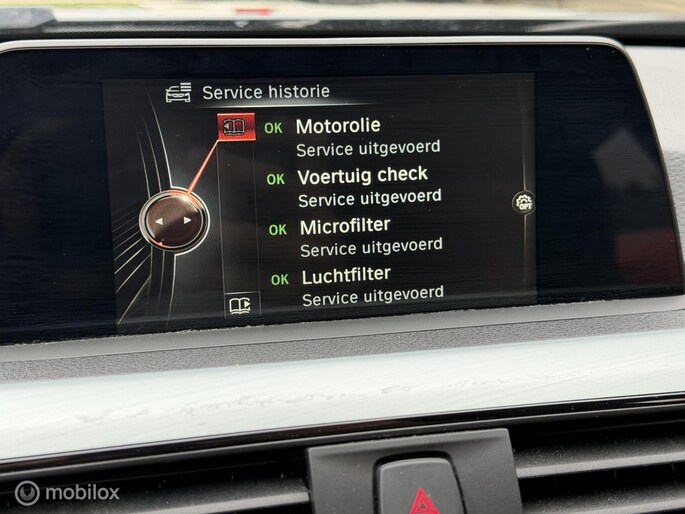 Service historie
OK Motorolie
Service uitgevoerd
OK Voertuig check
Service uitgevoerd
OPT
OK Microfilter
Service uitgevoerd
OK Luchtfilter
Service uitgevoerd
mobilox